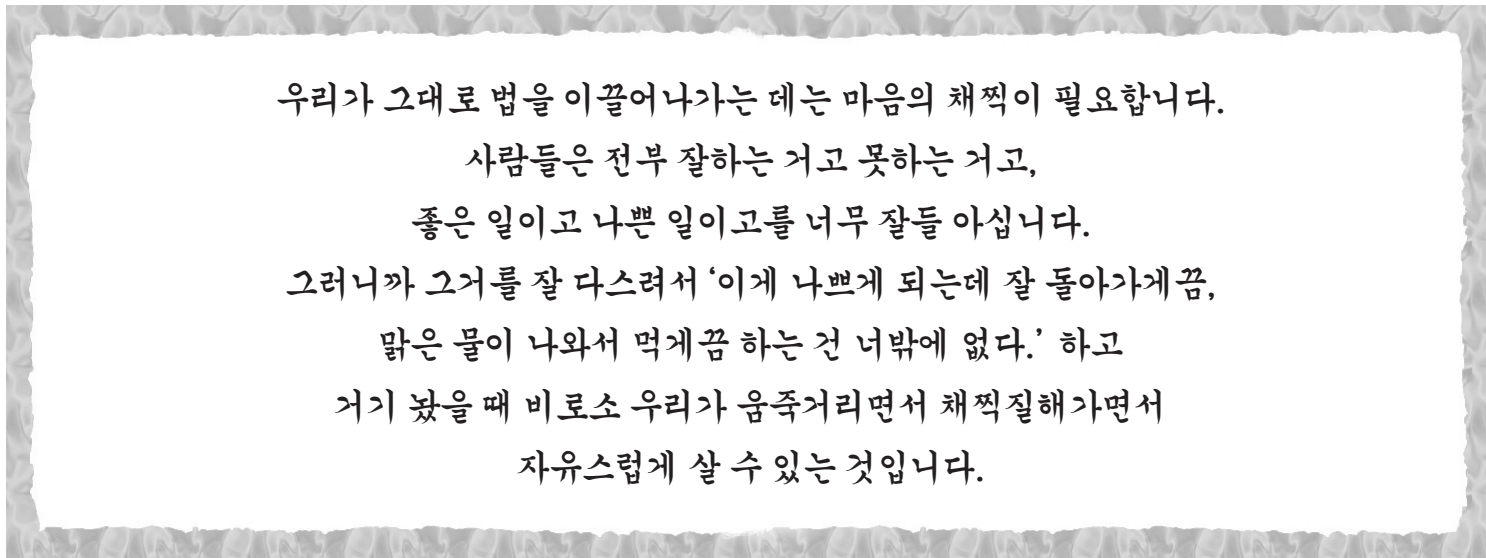 우리가 그대로 법을 이끌어나가는 데는 마음의 채찍이 필요합니다.
사람들은 전부 잘하는 거고 못하는 거고,
좋은 일이고 나쁜 일이고를 너무 잘들 아십니다.
그러니까 그거를 잘 다스려서 ‘이게 나쁘게 되는데 잘 돌아가게끔,
맑은 물이 나와서 먹게끔 하는 건 너밖에 없다.’ 하고
거기 놨을 때 비로소 우리가 움죽거리면서 채찍질해가면서
자유스럽게 살 수 있는 것입니다.